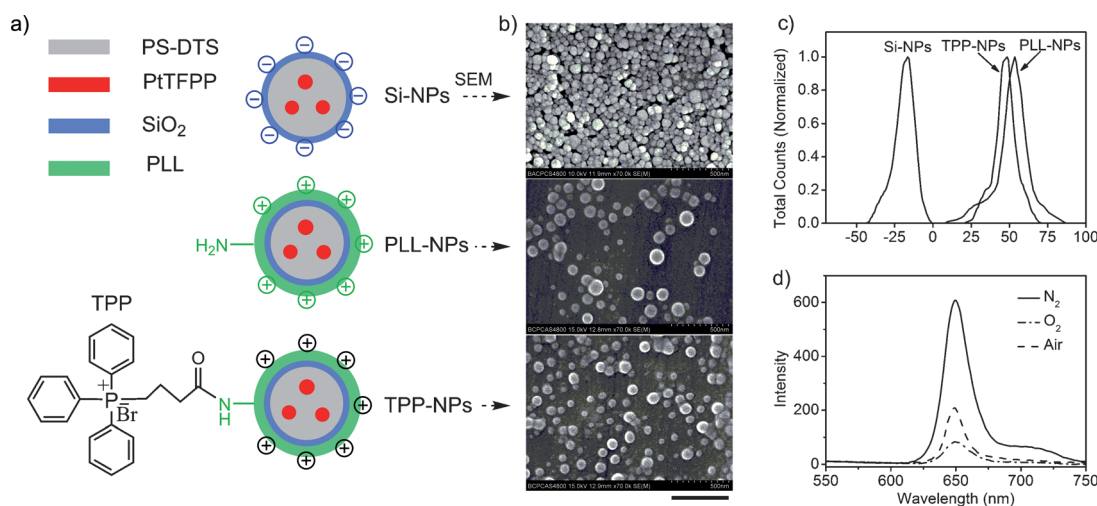 a)
PS-DTS
PtTFPP
SiO2
PLL
Si-NPs
SEM
H2N
PLL-NPs
TPP
O
+
P
Br
N
H
TPP-NPs
b)
BACPCS4800 10.0kV 11.9mm x70.0k SE(M)
500nm
BCPCAS4800 15.0kV 12.8mm x70.0k SE(M)
500nm
BCPCAS4800 15.0kV 12.9mm x70.0k SE(M)
500nm
c)
Total Counts (Normalized)
1.0
0.8
0.6
0.4
0.2
0.0
Si-NPs TPP-NPs PLL-NPs
-50 -25 0 25 50 75 100
d)
Intensity
600
400
200
0
N2
O2
Air
550 600 650 700 750
Wavelength (nm)